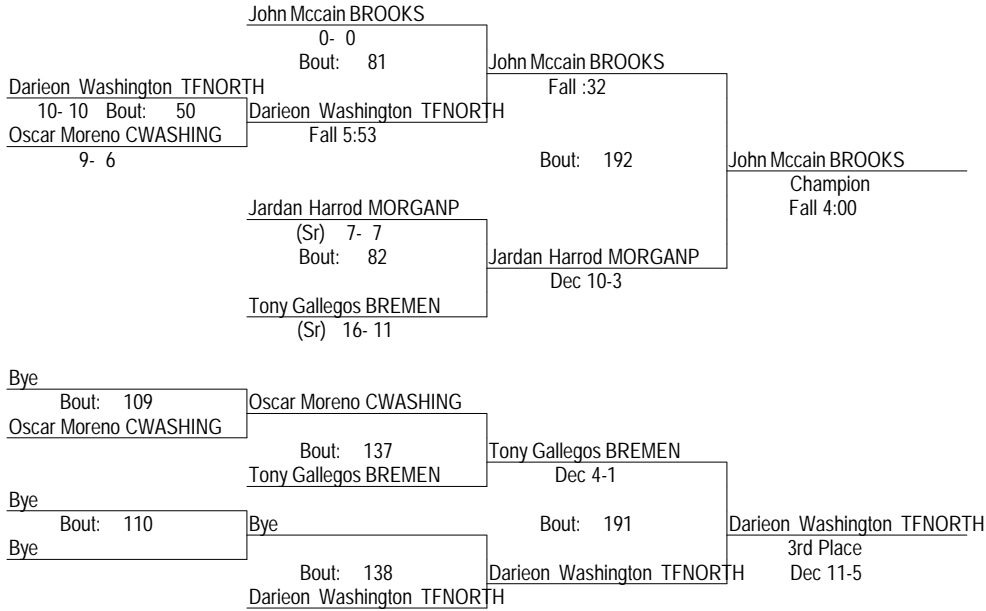 John Mccain BROOKS
0- 0
Bout: 81
John Mccain BROOKS
Darieon Washington TFNORTH
Fall :32
10- 10 Bout: 50
Darieon Washington TFNORTH
Oscar Moreno CWASHING
Fall 5:53
9- 6
Bout: 192
John Mccain BROOKS
Champion
Fall 4:00
Jardan Harrod MORGANP
(Sr) 7- 7
Bout: 82
Jardan Harrod MORGANP
Dec 10-3
Tony Gallegos BREMEN
(Sr) 16- 11
Bye
Bout: 109
Oscar Moreno CWASHING
Oscar Moreno CWASHING
Bout: 137
Tony Gallegos BREMEN
Tony Gallegos BREMEN
Dec 4-1
Bye
Bout: 110
Bye
Bout: 191
Darieon Washington TFNORTH
Bye
3rd Place
Bout: 138
Darieon Washington TFNORTH
Dec 11-5
Darieon Washington TFNORTH